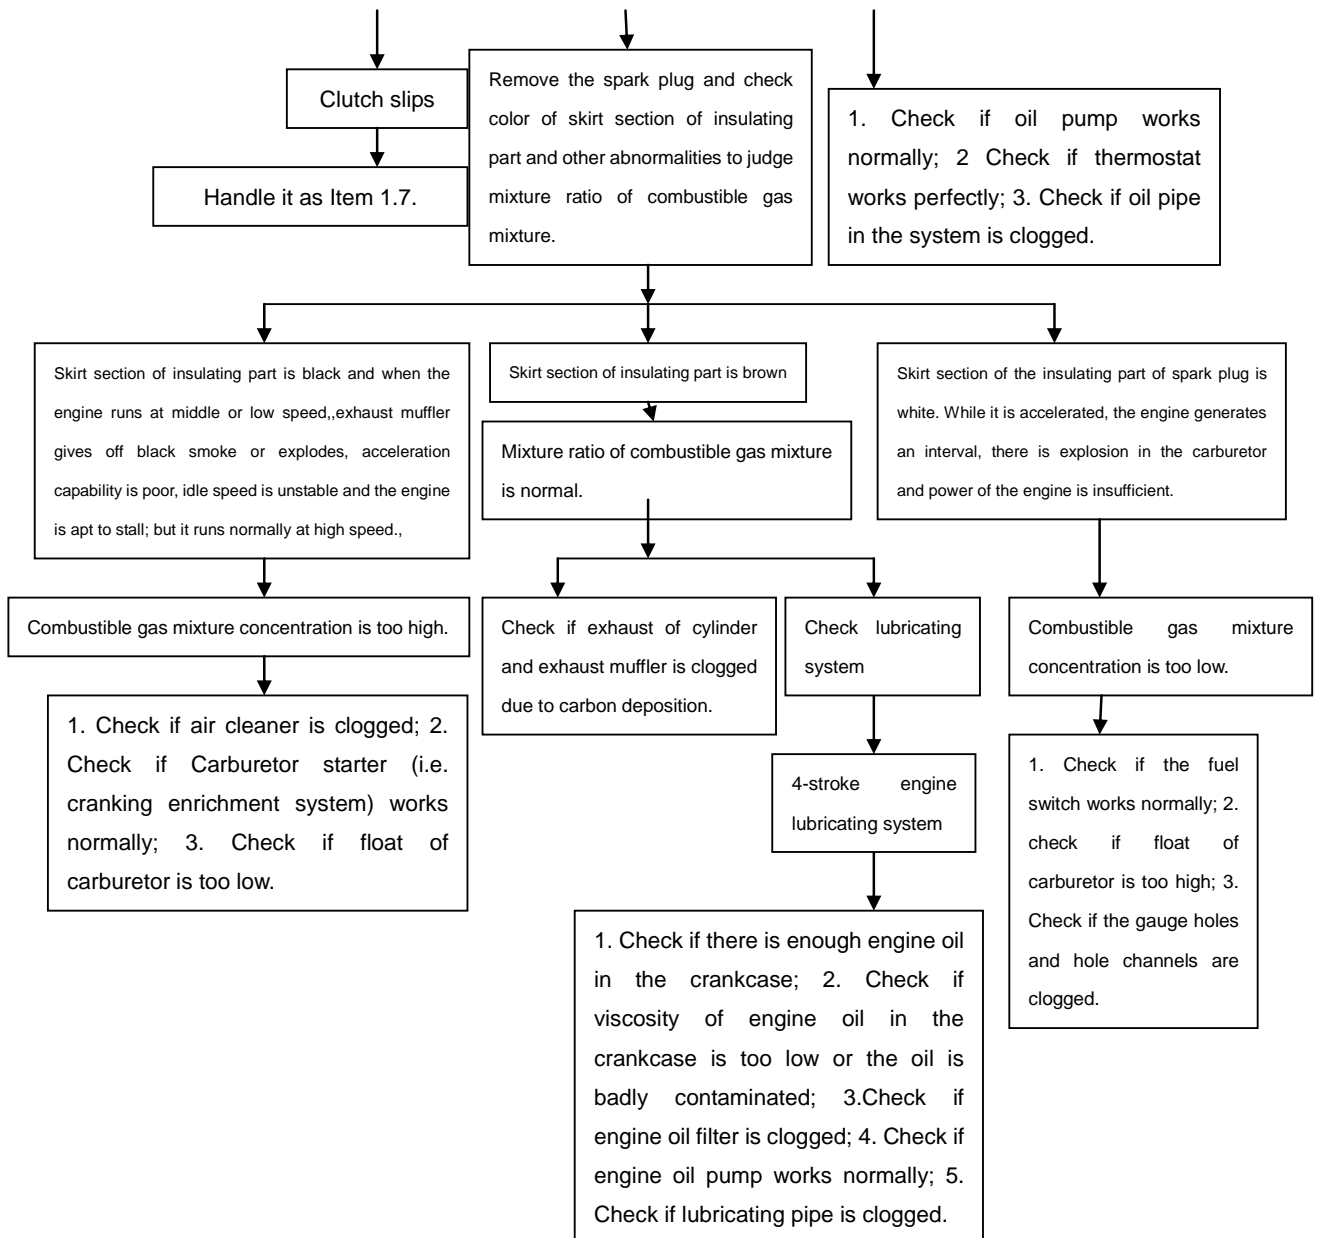 Clutch slips
Handle it as Item 1.7.
Remove the spark plug and check
color of skirt section of insulating
part and other abnormalities to judge
mixture ratio of combustible gas
mixture.
1. Check if oil pump works
normally; 2 Check if thermostat
works perfectly; 3. Check if oil pipe
in the system is clogged.
Skirt section of insulating part is black and when the
engine runs at middle or low speed,,exhaust muffler
gives off black smoke or explodes, acceleration
capability is poor, idle speed is unstable and the engine
is apt to stall; but it runs normally at high speed.,
Skirt section of insulating part is brown
Mixture ratio of combustible gas mixture
is normal.
Skirt section of the insulating part of spark plug is
white. While it is accelerated, the engine generates
an interval, there is explosion in the carburetor
and power of the engine is insufficient.
Combustible gas mixture concentration is too high.
Check if exhaust of cylinder
and exhaust muffler is clogged
due to carbon deposition.
Check lubricating
system
Combustible gas mixture
concentration is too low.
1. Check if air cleaner is clogged; 2.
Check if Carburetor starter (i.e.
cranking enrichment system) works
normally; 3. Check if float of
carburetor is too low.
4-stroke engine
lubricating system
1. Check if the fuel
switch works normally; 2.
check if float of
carburetor is too high; 3.
Check if the gauge holes
and hole channels are
clogged.
1. Check if there is enough engine oil
in the crankcase; 2. Check if
viscosity of engine oil in the
crankcase is too low or the oil is
badly contaminated; 3.Check if
engine oil filter is clogged; 4. Check if
engine oil pump works normally; 5.
Check if lubricating pipe is clogged.